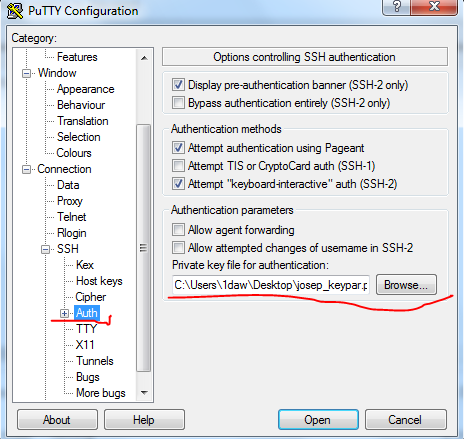 PuTTY Configuration
Category:
Features
Window
Appearance
Behaviour
Translation
Selection
Colours
Connection
Data
Proxy
Telnet
Rlogin
SSH
Kex
Host keys
Cipher
Auth
TTY
X11
Tunnels
Bugs
More bugs
Options controlling SSH authentication
Display pre-authentication banner (SSH-2 only)
Bypass authentication entirely (SSH-2 only)
Authentication methods
Attempt authentication using Pageant
Attempt TIS or CryptoCard auth (SSH-1)
Attempt "keyboard-interactive" auth (SSH-2)
Authentication parameters
Allow agent forwarding
Allow attempted changes of username in SSH-2
Private key file for authentication:
C:\Users\1daw\Desktop\josep_keypar.p
Browse...
About
Help
Open
Cancel